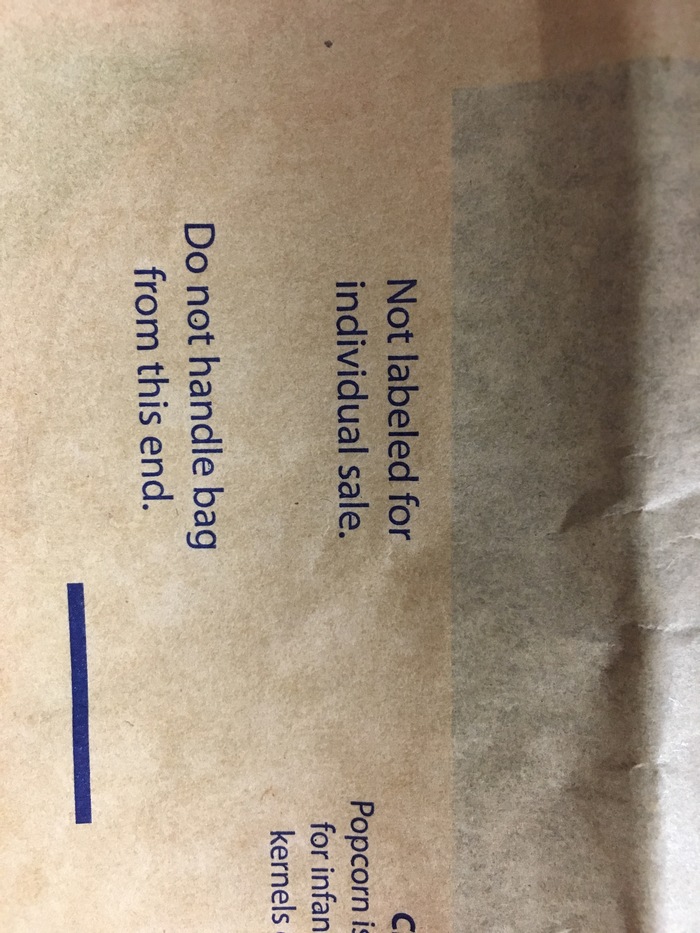 Not labeled for
individual sale.
Do not handle bag
from this end.
Popcorn is
for infan
kernels